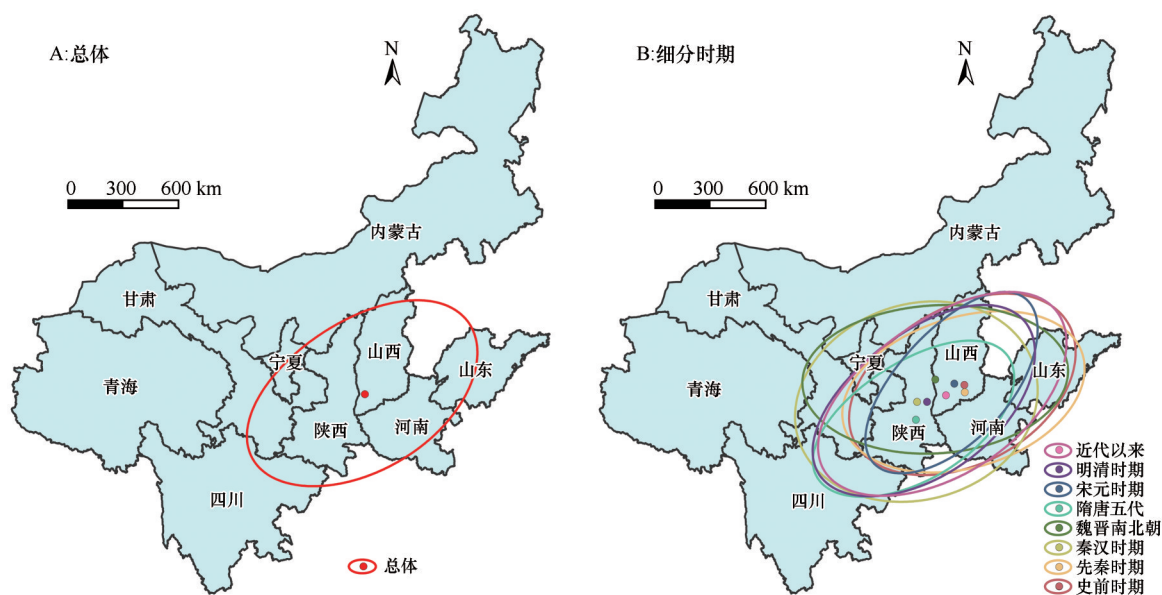 A:总体
N
0 300 600 km
内蒙古
甘肃
宁夏
山西
山东
青海
陕西
河南
四川
总体
B:细分时期
N
0 300 600 km
内蒙古
甘肃
宁夏
山西
山东
青海
陕西
河南
四川
近代以来
明清时期
宋元时期
隋唐五代
魏晋南北朝
秦汉时期
先秦时期
史前时期